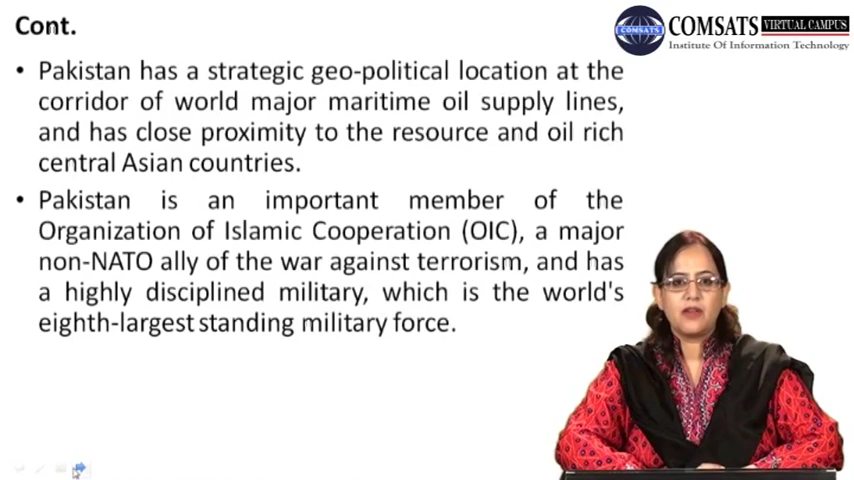 Cont.
COMSATS VIRTUAL CAMPUS
Institute Of Information Technology
COMSATS
• Pakistan has a strategic geo-political location at the
corridor of world major maritime oil supply lines,
and has close proximity to the resource and oil rich
central Asian countries.
• Pakistan is an important member of the
Organization of Islamic Cooperation (OIC), a major
non-NATO ally of the war against terrorism, and has
a highly disciplined military, which is the world's
eighth-largest standing military force.